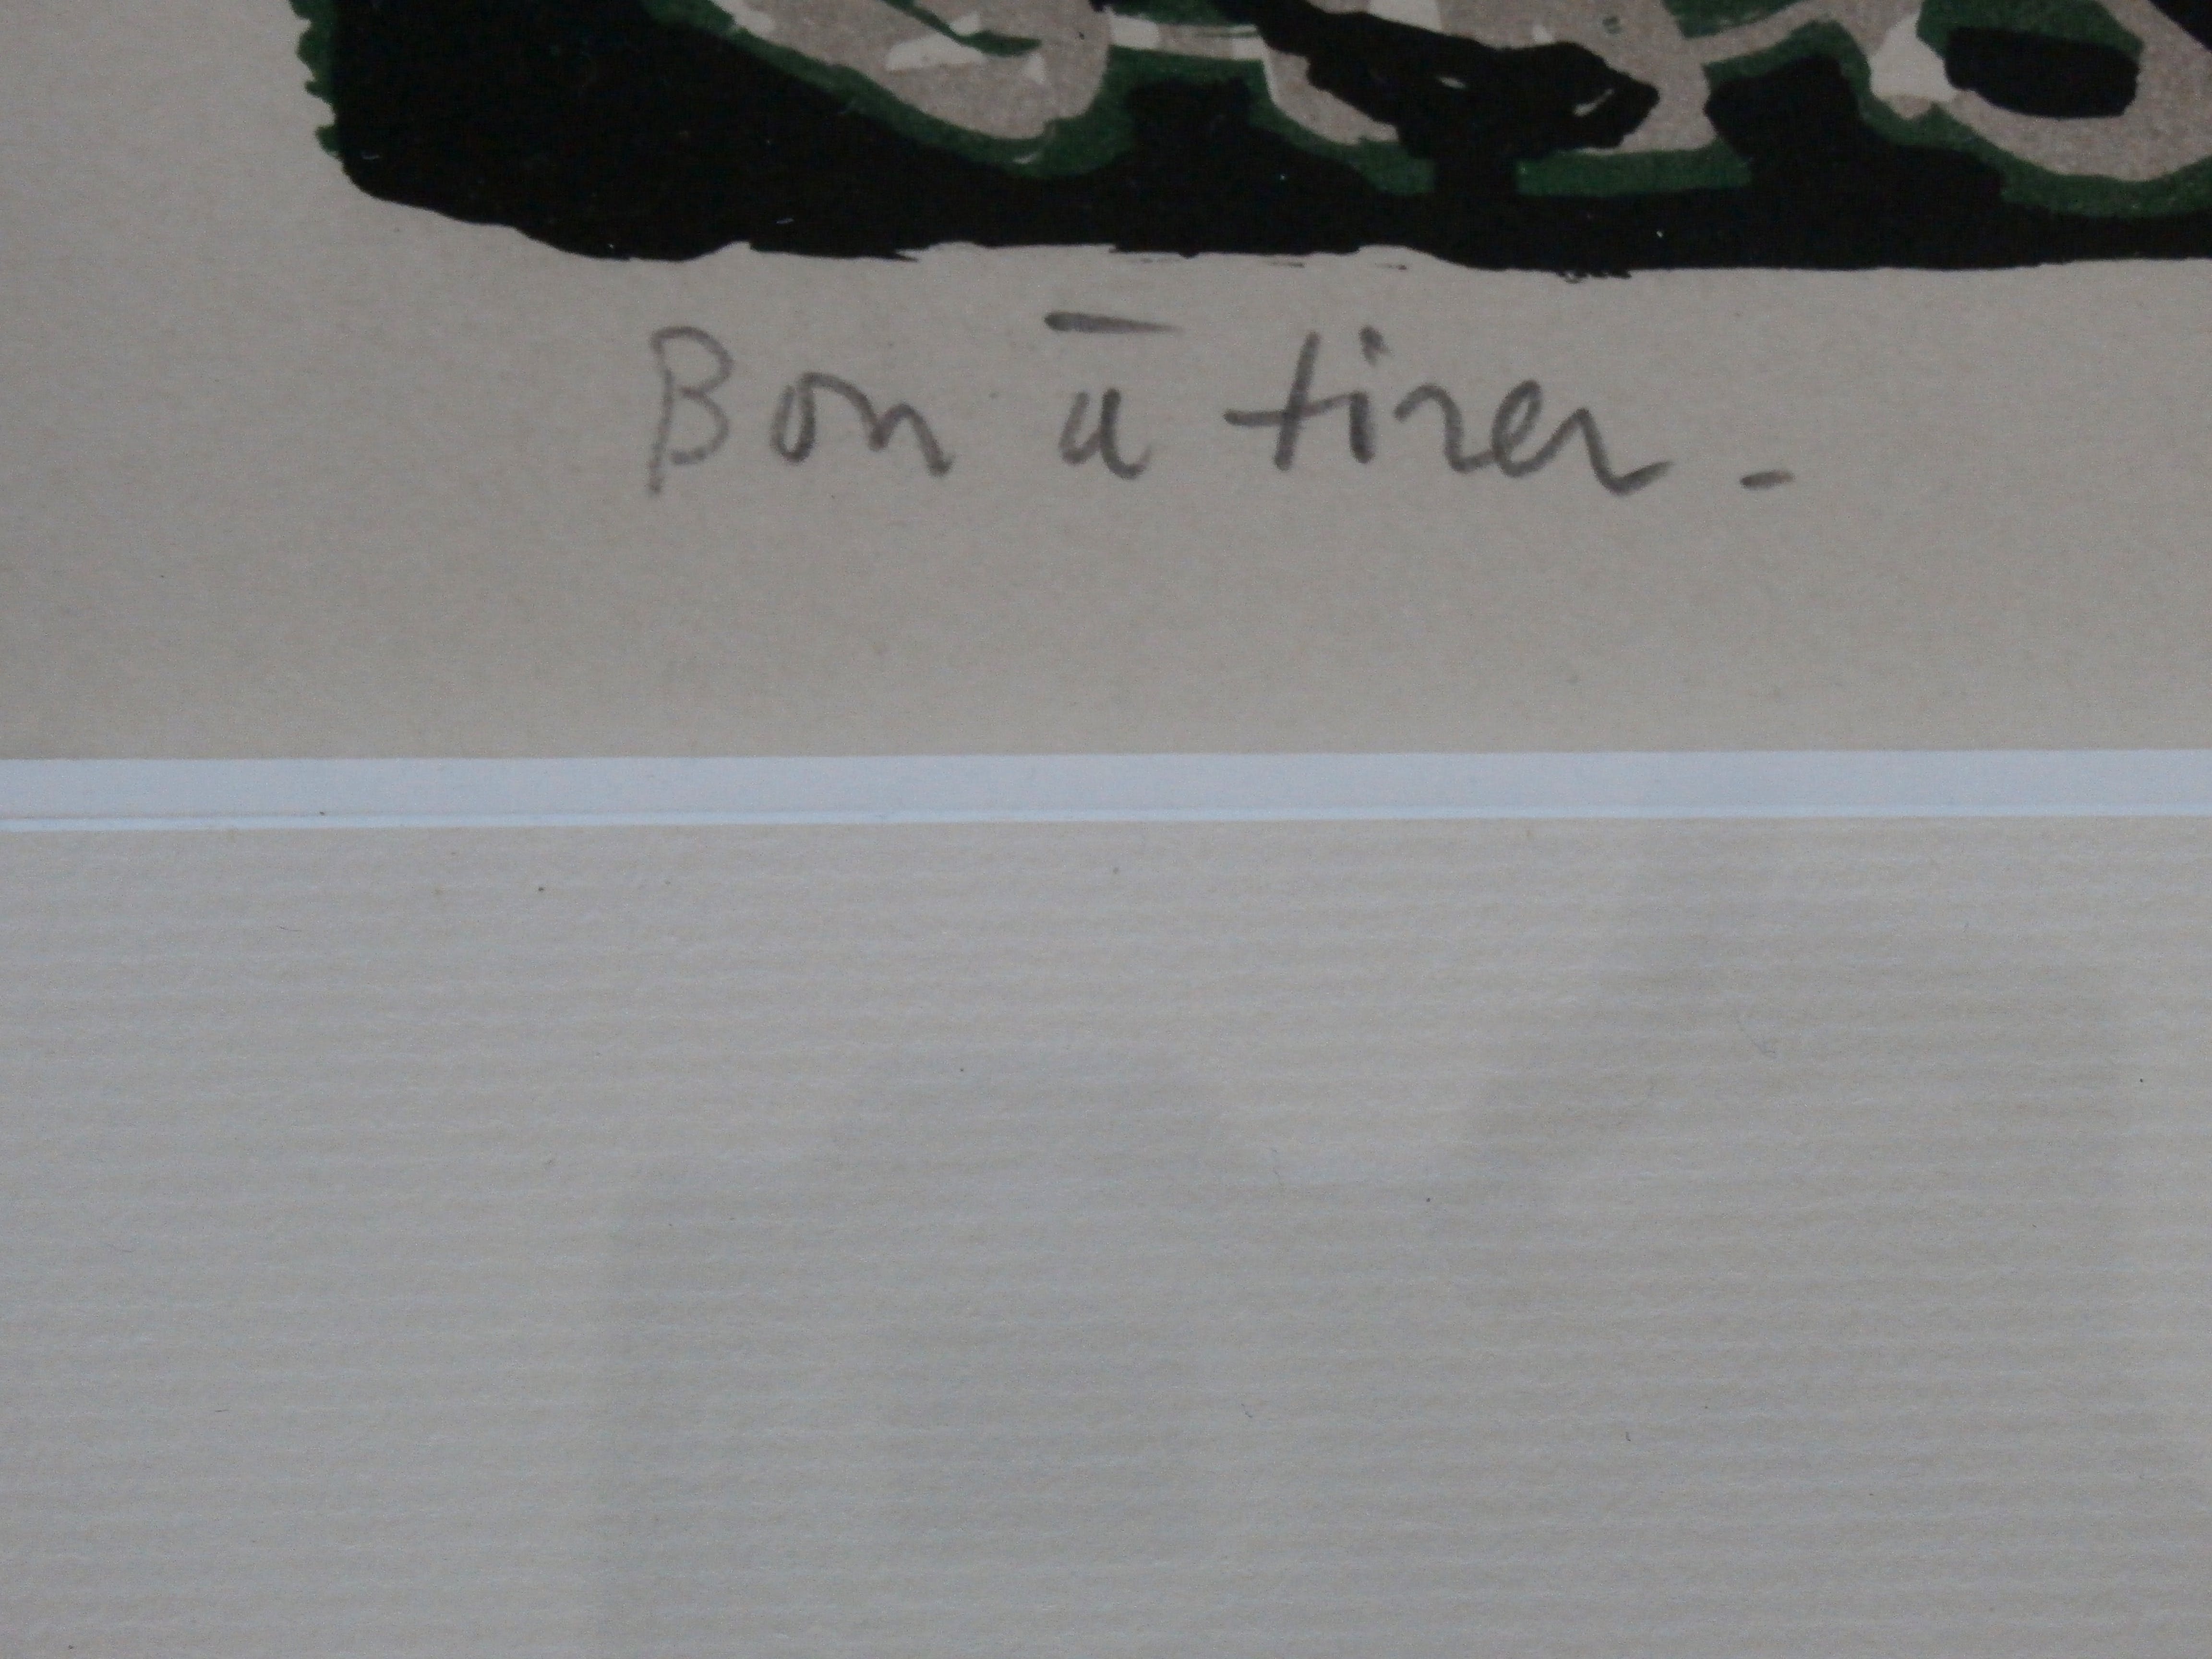 Bon à tirer.